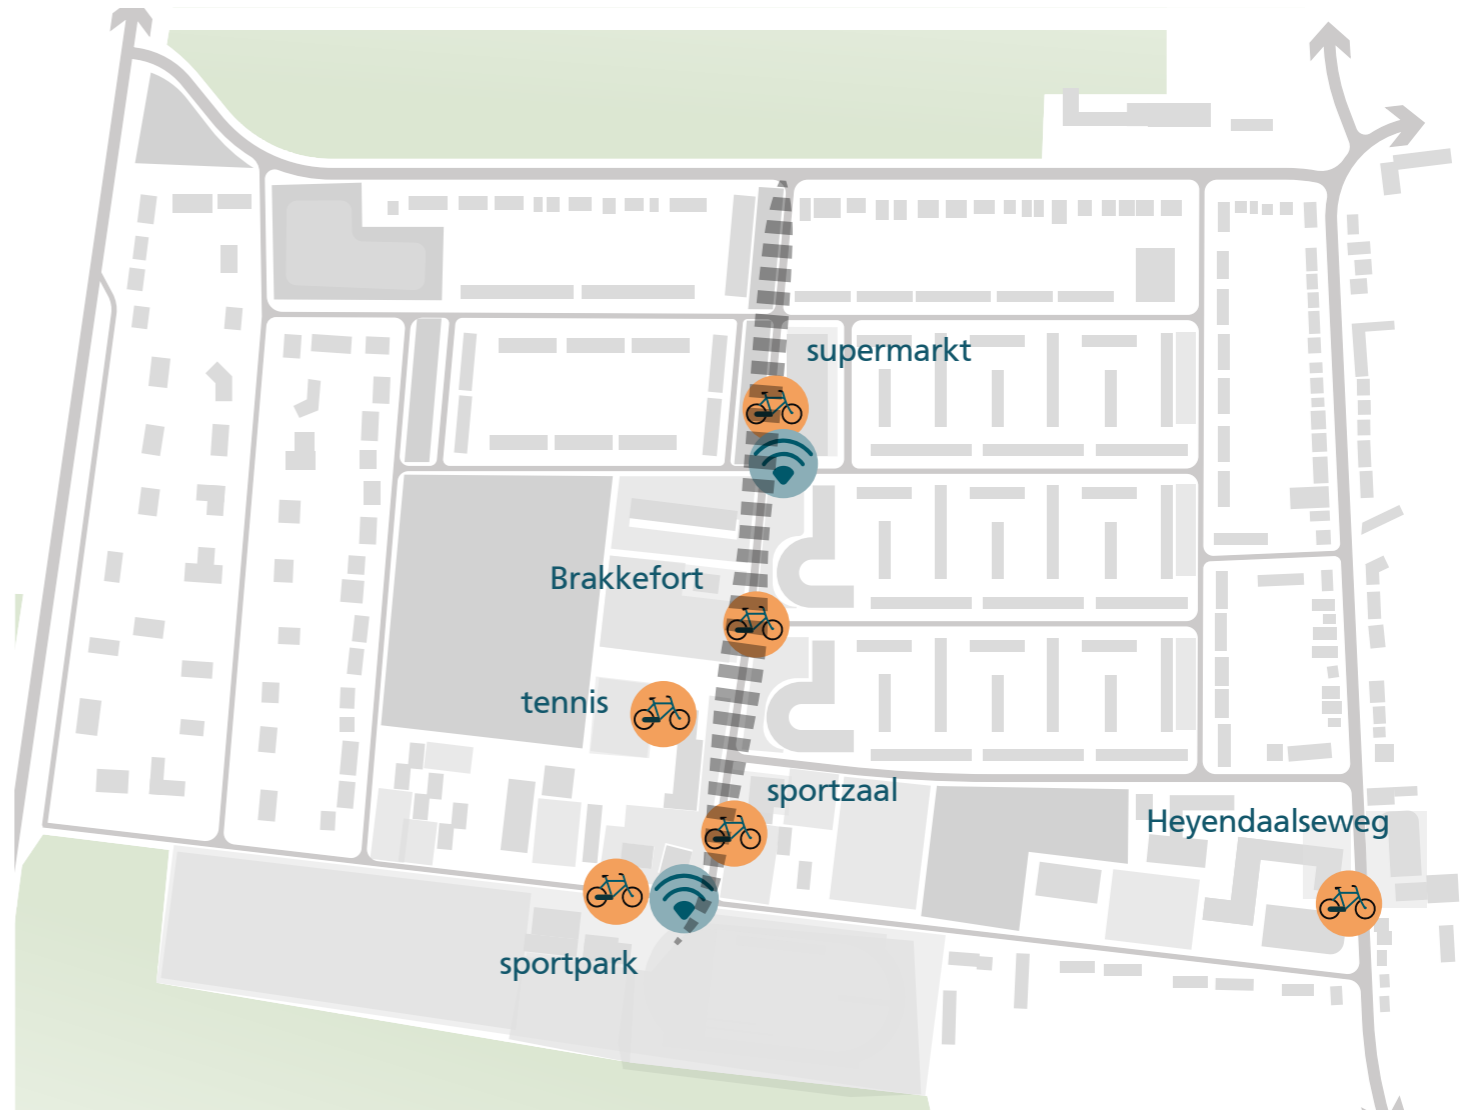 supermarkt
Brakkefort
tennis
sportzaal
Heyendaalseweg
sportpark